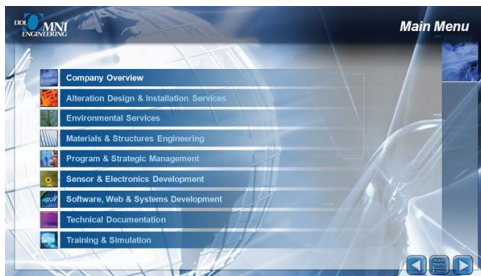 DDL OMNI
ENGINEERING
Main Menu
Company Overview
Alteration Design & Installation Services
Environmental Services
Materials & Structures Engineering
Program & Strategic Management
Sensor & Electronics Development
Software, Web & Systems Development
Technical Documentation
Training & Simulation